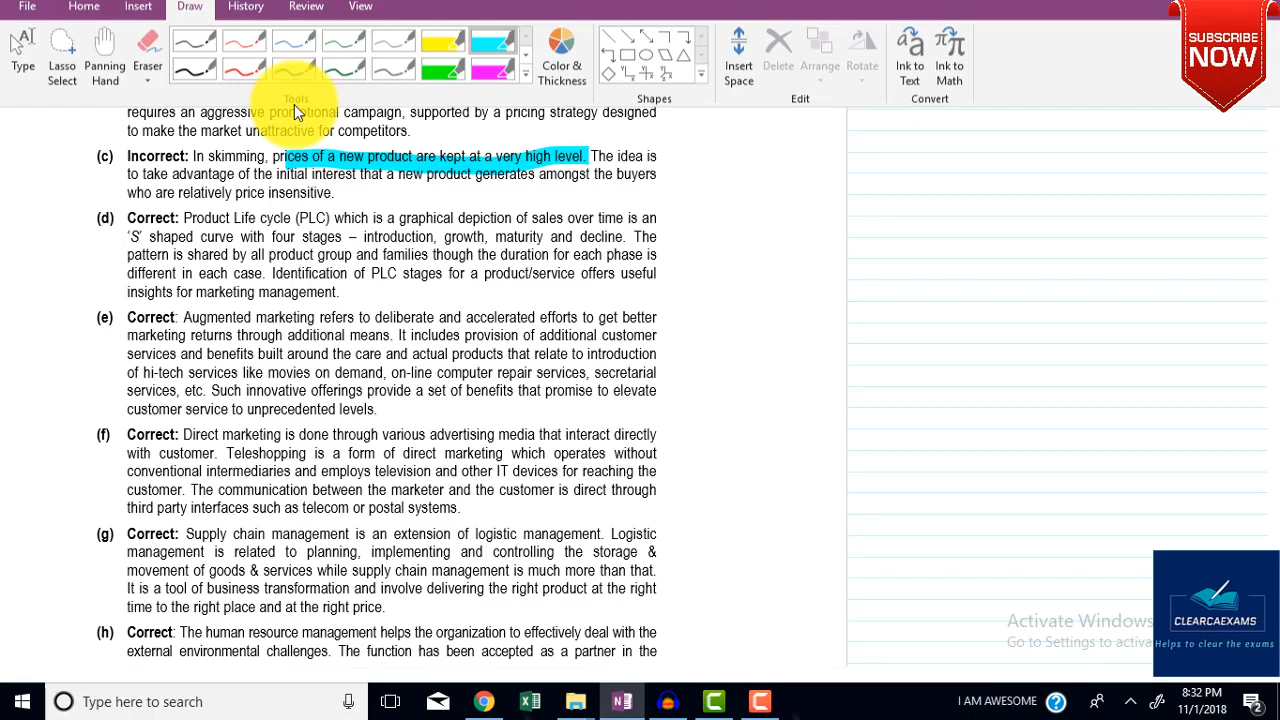 File Home Insert Draw History Review View
SUBSCRIBE
NOW
Type Lasso Select Panning Hand Eraser Color & Thickness Insert Space Delete Arrange Rotate Ink to Text Ink to Math
Tools Shapes Edit Convert
requires an aggressive promotional campaign, supported by a pricing strategy designed
to make the market unattractive for competitors.
(c) Incorrect: In skimming, prices of a new product are kept at a very high level. The idea is
to take advantage of the initial interest that a new product generates amongst the buyers
who are relatively price insensitive.
(d) Correct: Product Life cycle (PLC) which is a graphical depiction of sales over time is an
‘S’ shaped curve with four stages – introduction, growth, maturity and decline. The
pattern is shared by all product group and families though the duration for each phase is
different in each case. Identification of PLC stages for a product/service offers useful
insights for marketing management.
(e) Correct: Augmented marketing refers to deliberate and accelerated efforts to get better
marketing returns through additional means. It includes provision of additional customer
services and benefits built around the care and actual products that relate to introduction
of hi-tech services like movies on demand, on-line computer repair services, secretarial
services, etc. Such innovative offerings provide a set of benefits that promise to elevate
customer service to unprecedented levels.
(f) Correct: Direct marketing is done through various advertising media that interact directly
with customer. Teleshopping is a form of direct marketing which operates without
conventional intermediaries and employs television and other IT devices for reaching the
customer. The communication between the marketer and the customer is direct through
third party interfaces such as telecom or postal systems.
(g) Correct: Supply chain management is an extension of logistic management. Logistic
management is related to planning, implementing and controlling the storage &
movement of goods & services while supply chain management is much more than that.
It is a tool of business transformation and involve delivering the right product at the right
time to the right place and at the right price.
(h) Correct: The human resource management helps the organization to effectively deal with the
external environmental challenges. The function has been accepted as a partner in the
Activate Windows
Go to Settings to activa
CLEARCAEXAMS
Helps to clear the exams
Type here to search
I AM AWESOME
8:32 PM
11/1/2018
2